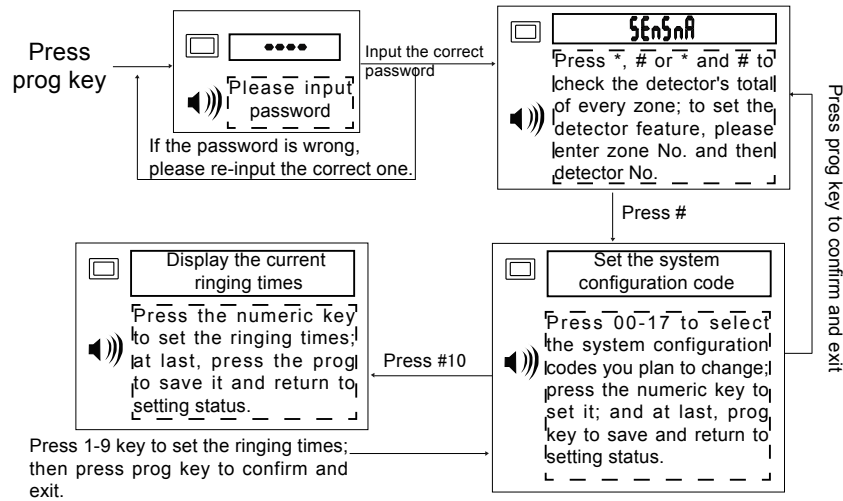 Press
prog key
●●●●
Please input
password
Input the correct
password
If the password is wrong,
please re-input the correct one.
SEnSnA
Press *, # or * and # to
check the detector's total
of every zone; to set the
detector feature, please
enter zone No. and then
detector No.
Press prog key to confirm and exit
Press #
Set the system
configuration code
Press 00-17 to select
the system configuration
codes you plan to change;
press the numeric key to
set it; and at last, prog
key to save and return to
setting status.
Press #10
Display the current
ringing times
Press the numeric key
to set the ringing times;
at last, press the prog
to save it and return to
setting status.
Press 1-9 key to set the ringing times;
then press prog key to confirm and
exit.